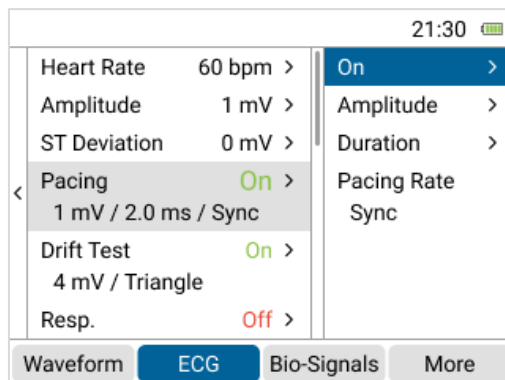 21:30
Heart Rate 60 bpm >
Amplitude 1 mV >
ST Deviation 0 mV >
Pacing On >
1 mV / 2.0 ms / Sync
Drift Test On >
4 mV / Triangle
Resp. Off >
<
On >
Amplitude >
Duration >
Pacing Rate
Sync
Waveform ECG Bio-Signals More